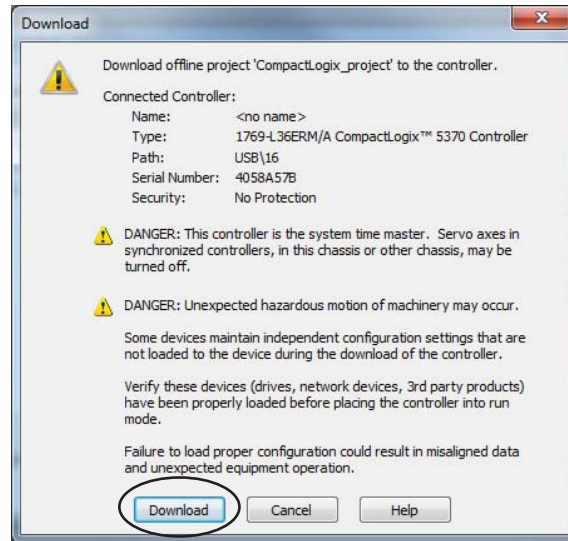 Download
Download offline project 'CompactLogix_project' to the controller.
Connected Controller:
Name: <no name>
Type: 1769-L36ERM/A CompactLogix™ 5370 Controller
Path: USB\16
Serial Number: 4058A57B
Security: No Protection
DANGER: This controller is the system time master. Servo axes in
synchronized controllers, in this chassis or other chassis, may be
turned off.
DANGER: Unexpected hazardous motion of machinery may occur.
Some devices maintain independent configuration settings that are
not loaded to the device during the download of the controller.
Verify these devices (drives, network devices, 3rd party products)
have been properly loaded before placing the controller into run
mode.
Failure to load proper configuration could result in misaligned data
and unexpected equipment operation.
Download Cancel Help